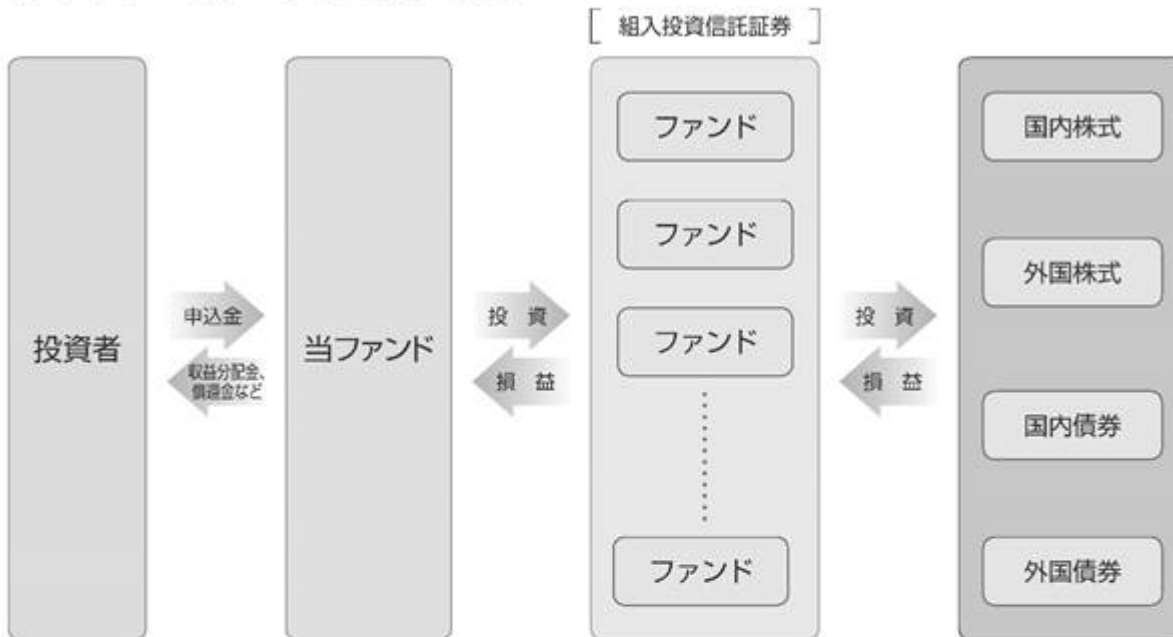 [ 組入投資信託証券 ]
投資者
申込金
収益分配金、
償還金など
当ファンド
投 資
損 益
ファンド
ファンド
ファンド
ファンド
投 資
損 益
国内株式
外国株式
国内債券
外国債券